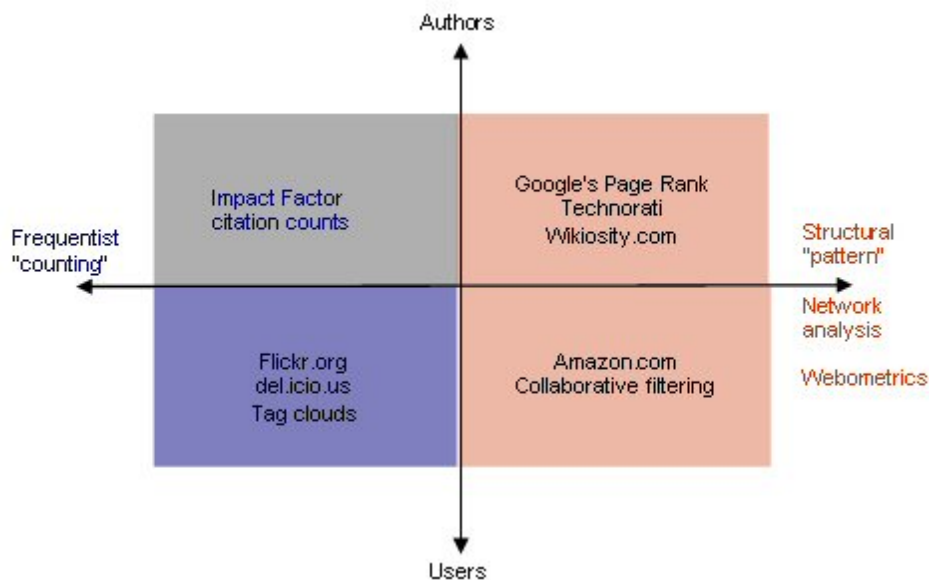 Authors
Impact Factor
citation counts
Google's Page Rank
Technorati
Wikiosity.com
Frequentist
"counting"
Structural
"pattern"
Network
analysis
Webometrics
Flickr.org
del.icio.us
Tag clouds
Amazon.com
Collaborative filtering
Users